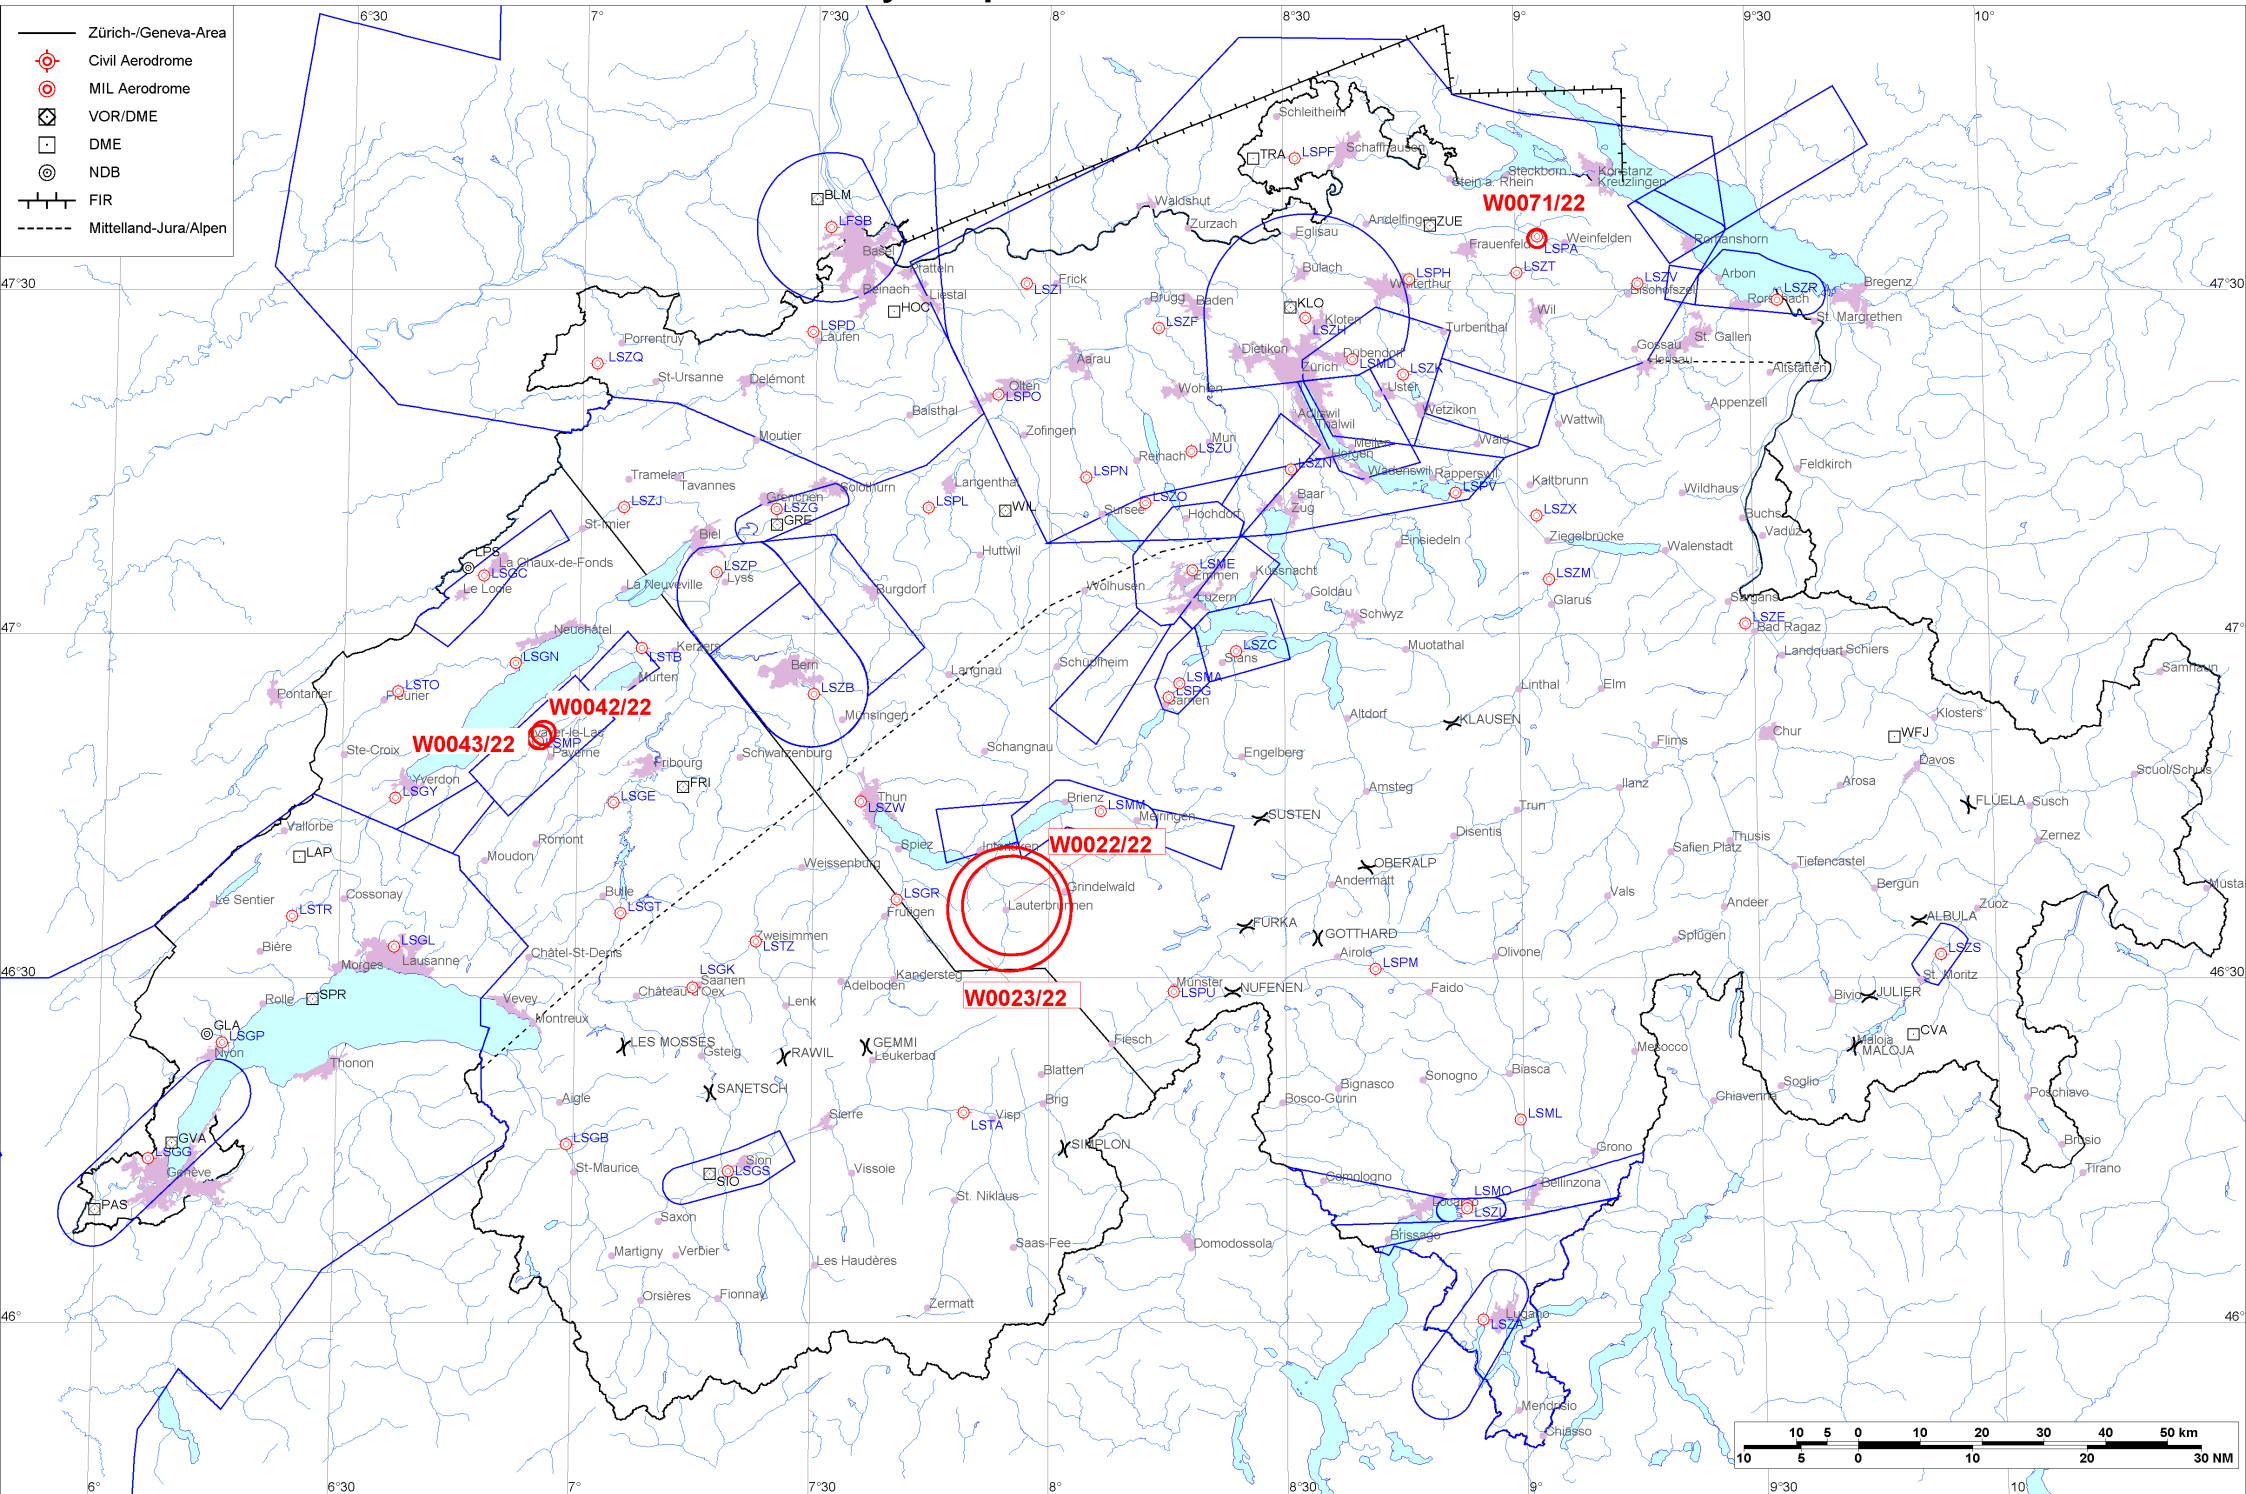 6°30
7°
7°30
8°
8°30
9°
9°30
10°
Zürich-/Geneva-Area
Civil Aerodrome
MIL Aerodrome
VOR/DME
DME
NDB
FIR
Mittelland-Jura/Alpen
Schleitheim
TRA
LSPF
Schaffhausen
Steckborn
Stein a. Rhein
Konstanz
Kreuzlingen
BLM
LFSB
Basel
Waldshut
Zurzach
Eglisau
Andelfingen
ZUE
W0071/22
LSPA
Weinfelden
Frauenfeld
Romanshorn
Pratteln
Reinach
Liestal
HOC
LSZI
Frick
Bülach
LSPH
Winterthur
LSZT
LSZV
Bischofszell
Arbon
LSZR
Rorschach
Bregenz
St. Margrethen
47°30
47°30
Brugg
Baden
LSZF
KLO
Kloten
LSZH
Turbenthal
Wil
St. Gallen
Gossau
Herisau
Altstätten
Porrentruy
LSPD
Laufen
LSZQ
St-Ursanne
Delémont
Aarau
Olten
LSPO
Balsthal
Zofingen
Dietikon
Zürich
Dübendorf
LSMD
LSZK
Uster
Wetzikon
Wohlen
Adliswil
Thalwil
Appenzell
Wattwil
Moutier
Muri
LSZU
Reinach
Meilen
Horgen
Wald
LSZN
Wädenswil
Rapperswil
LSPV
Kaltbrunn
Wildhaus
Feldkirch
Tramelan
Tavannes
LSZJ
Grenchen
Solothurn
LSZG
GRE
Langenthal
LSPL
WIL
LSPN
LSZO
Sursee
Hochdorf
Baar
Zug
LSZX
Buchs
Vaduz
St-Imier
Biel
Ziegelbrücke
Walenstadt
Einsiedeln
Huttwil
LPS
La Chaux-de-Fonds
LSGC
Le Locle
LSZP
Lyss
La Neuveville
Burgdorf
Wolhusen
LSME
Emmen
Luzern
Küssnacht
Goldau
Schwyz
LSZM
Glarus
Sargans
LSZE
Bad Ragaz
47°
47°
Neuchâtel
LSGN
LSTB
Kerzers
Murten
Bern
LSZB
Langnau
Schüpfheim
LSZC
Stans
LSMA
LSPG
Sarnen
Muotathal
Landquart
Schiers
Samnaun
Linthal
Elm
Pontarlier
LSTO
Fleurier
W0042/22
W0043/22
LSMP
Payerne
Münsingen
Altdorf
KLAUSEN
Klosters
WFJ
Chur
Flims
Ste-Croix
Yverdon
LSGY
Fribourg
FRI
LSGE
Schwarzenburg
Schangnau
Engelberg
Davos
Arosa
Scuol/Schuls
Amsteg
Ilanz
FLÜELA
Susch
Zernez
Thun
LSZW
Brienz
LSMM
Meiringen
SUSTEN
Trun
Disentis
Thusis
Safien Platz
Tiefencastel
Vallorbe
LAP
Moudon
Romont
Weissenburg
Spiez
Interlaken
W0022/22
OBERALP
Andermatt
Vals
Bergün
Grindelwald
Lauterbrunnen
LSGR
Frutigen
Le Sentier
Cossonay
LSTR
Bulle
LSGT
Zweisimmen
LSTZ
FURKA
GOTTHARD
Airolo
Olivone
Andeer
Splügen
Zuoz
ALBULA
LSZS
St. Moritz
Bière
LSGL
Lausanne
Morges
Châtel-St-Denis
46°30
46°30
LSGK
Saanen
Château-d'Oex
Adelboden
Kandersteg
W0023/22
Münster
LSPU
NUFENEN
LSPM
Faido
Bivio
JULIER
Rolle
SPR
Vevey
Montreux
Lenk
CVA
Maloja
MALOJA
GLA
LSGP
Nyon
Thonon
LES MOSSES
Gsteig
RAWIL
GEMMI
Leukerbad
Fiesch
Mesocco
Blatten
Bignasco
Sonogno
Biasca
Soglio
Chiavenna
Poschiavo
SANETSCH
Aigle
Sierre
LSTA
Visp
Brig
Bosco-Gurin
LSML
GVA
LSGG
Genève
LSGB
St-Maurice
SIMPLON
Sion
LSGS
SIO
Vissoie
Grono
Brusio
Tirano
Comologno
Bellinzona
PAS
Saxon
St. Niklaus
LSMO
Locarno
LSZL
Brissago
Martigny
Verbier
Les Haudères
Saas-Fee
Domodossola
Orsières
Fionnay
Zermatt
46°
46°
Lugano
LSZA
Mendrisio
Chiasso
10 5 0 10 20 30 40 50 km
10 5 0 10 20 30 NM
6°
6°30
7°
7°30
8°
8°30
9°
9°30